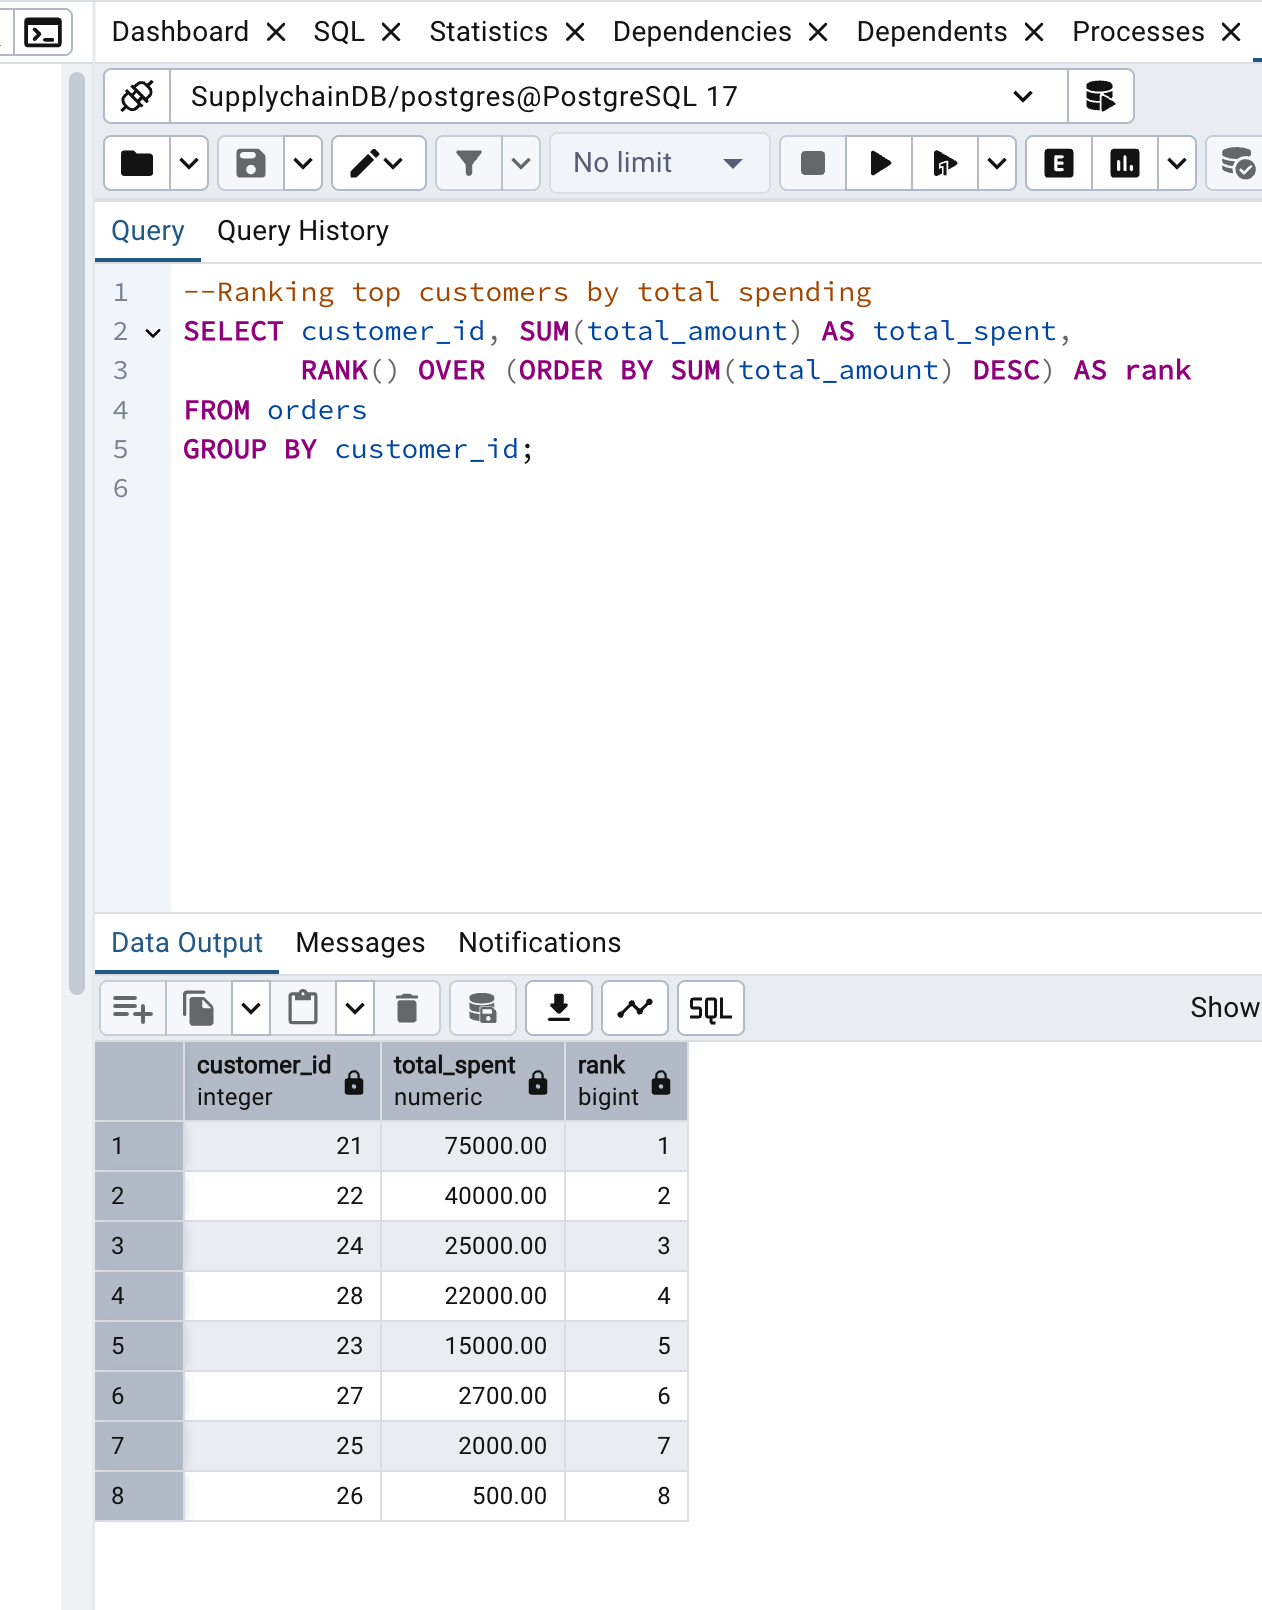 Dashboard SQL Statistics Dependencies Dependents Processes
SupplychainDB/postgres@PostgreSQL 17
No limit E
Query Query History
1 --Ranking top customers by total spending
2 SELECT customer_id, SUM(total_amount) AS total_spent,
3 RANK() OVER (ORDER BY SUM(total_amount) DESC) AS rank
4 FROM orders
5 GROUP BY customer_id;
6
Data Output Messages Notifications
SQL Show
customer_id total_spent rank
integer numeric bigint
1 21 75000.00 1
2 22 40000.00 2
3 24 25000.00 3
4 28 22000.00 4
5 23 15000.00 5
6 27 2700.00 6
7 25 2000.00 7
8 26 500.00 8